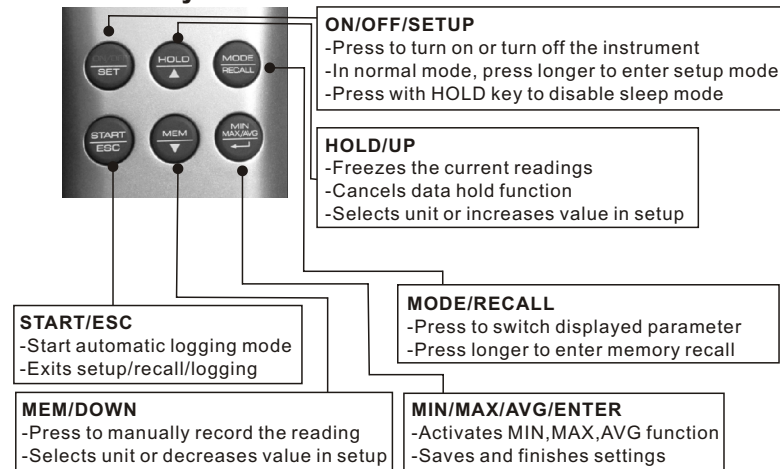 ON/OFF/SETUP
-Press to turn on or turn off the instrument
-In normal mode, press longer to enter setup mode
-Press with HOLD key to disable sleep mode
SET
HOLD
MODE
RECALL
START
ESC
MEM
MIN
MAX/AVG
HOLD/UP
-Freezes the current readings
-Cancels data hold function
-Selects unit or increases value in setup
MODE/RECALL
-Press to switch displayed parameter
-Press longer to enter memory recall
START/ESC
-Start automatic logging mode
-Exits setup/recall/logging
MEM/DOWN
-Press to manually record the reading
-Selects unit or decreases value in setup
MIN/MAX/AVG/ENTER
-Activates MIN,MAX,AVG function
-Saves and finishes settings